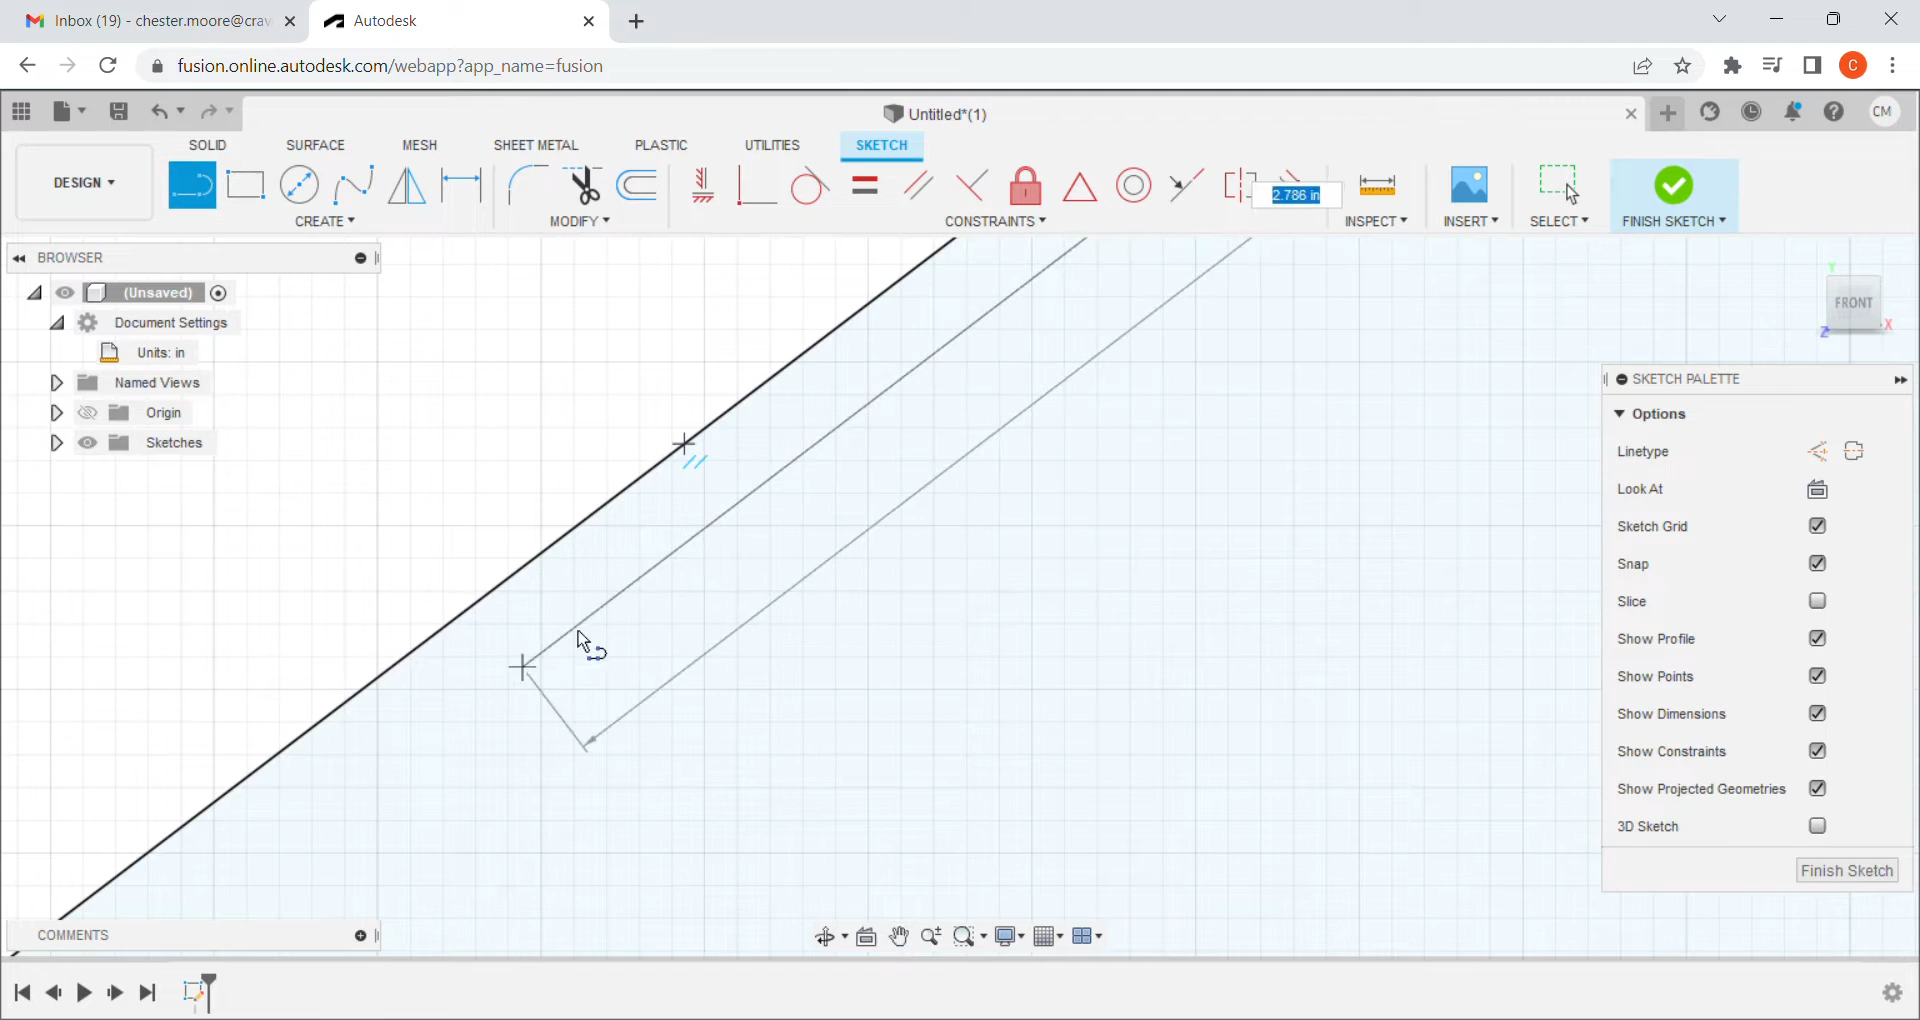 Inbox (19) - chester.moore@crav
Autodesk
fusion.online.autodesk.com/webapp?app_name=fusion
C
Untitled*(1)
CM
SOLID
SURFACE
MESH
SHEET METAL
PLASTIC
UTILITIES
SKETCH
DESIGN
2.786 in
CREATE
MODIFY
CONSTRAINTS
INSPECT
INSERT
SELECT
FINISH SKETCH
BROWSER
(Unsaved)
Document Settings
Units: in
Named Views
Origin
Sketches
Y
FRONT
X
Z
SKETCH PALETTE
Options
Linetype
Look At
Sketch Grid
Snap
Slice
Show Profile
Show Points
Show Dimensions
Show Constraints
Show Projected Geometries
3D Sketch
Finish Sketch
COMMENTS